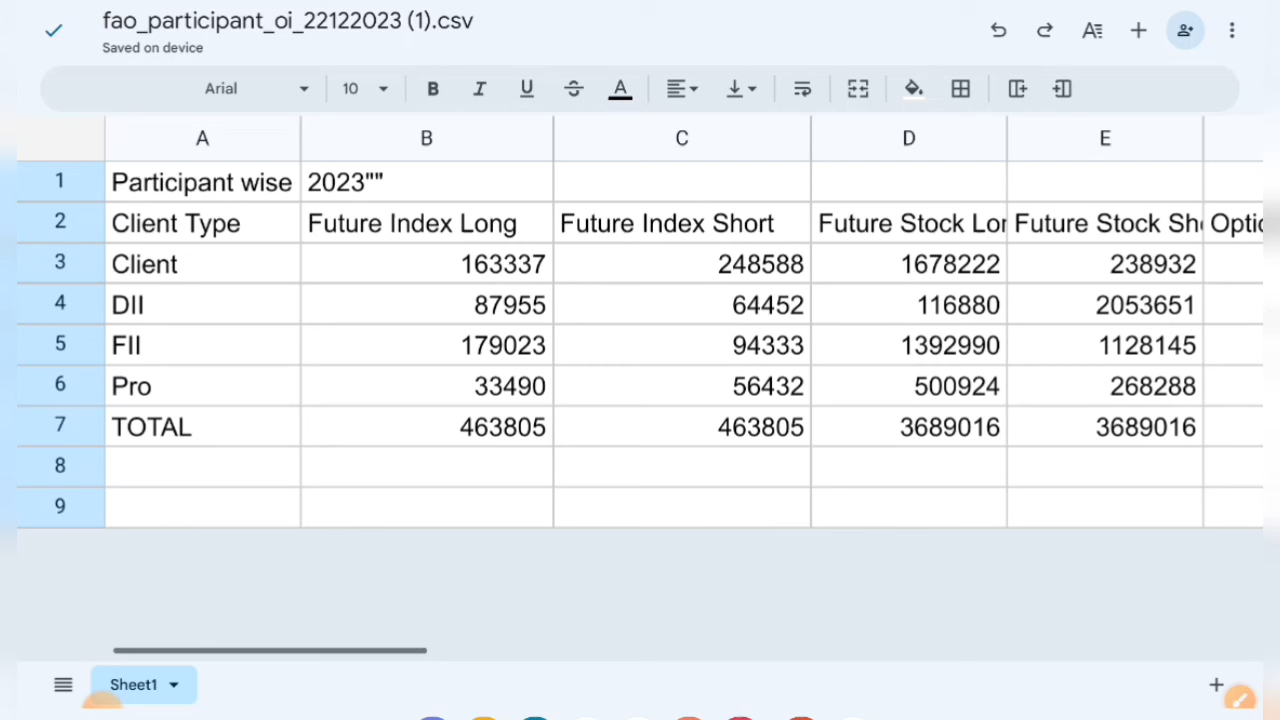 fao_participant_oi_22122023 (1).csv
Saved on device
Arial 10 B I U S A
A B C D E
1 Participant wise 2023""
2 Client Type Future Index Long Future Index Short Future Stock Lon Future Stock Sh Optio
3 Client 163337 248588 1678222 238932
4 DII 87955 64452 116880 2053651
5 FII 179023 94333 1392990 1128145
6 Pro 33490 56432 500924 268288
7 TOTAL 463805 463805 3689016 3689016
8
9
Sheet1